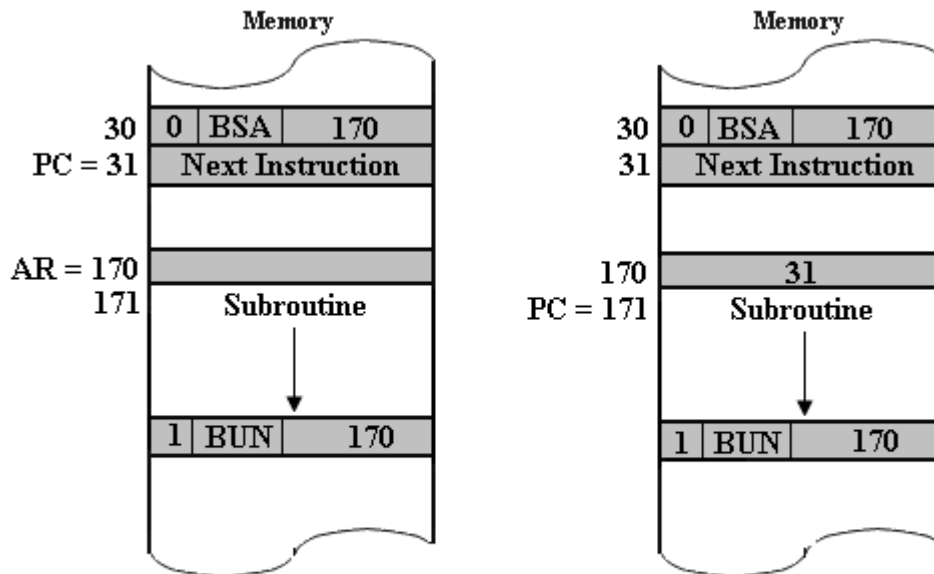 Memory
30 0 BSA 170
PC = 31 Next Instruction
AR = 170
171 Subroutine
1 BUN 170
Memory
30 0 BSA 170
31 Next Instruction
170 31
PC = 171 Subroutine
1 BUN 170